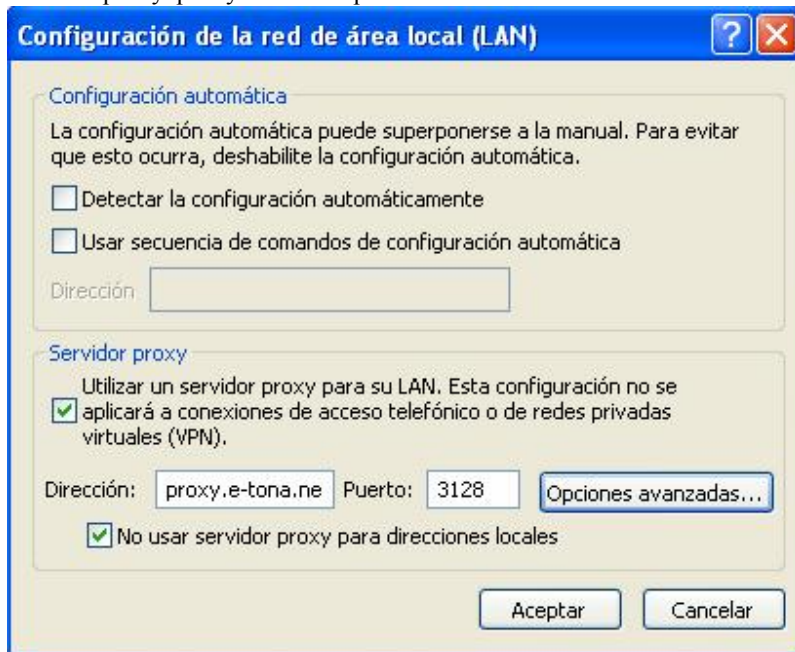 Configuración de la red de área local (LAN)
Configuración automática
La configuración automática puede superponerse a la manual. Para evitar
que esto ocurra, deshabilite la configuración automática.
Detectar la configuración automáticamente
Usar secuencia de comandos de configuración automática
Dirección
Servidor proxy
Utilizar un servidor proxy para su LAN. Esta configuración no se
aplicará a conexiones de acceso telefónico o de redes privadas
virtuales (VPN).
Dirección: proxy.e-tona.ne Puerto: 3128 Opciones avanzadas...
No usar servidor proxy para direcciones locales
Aceptar Cancelar